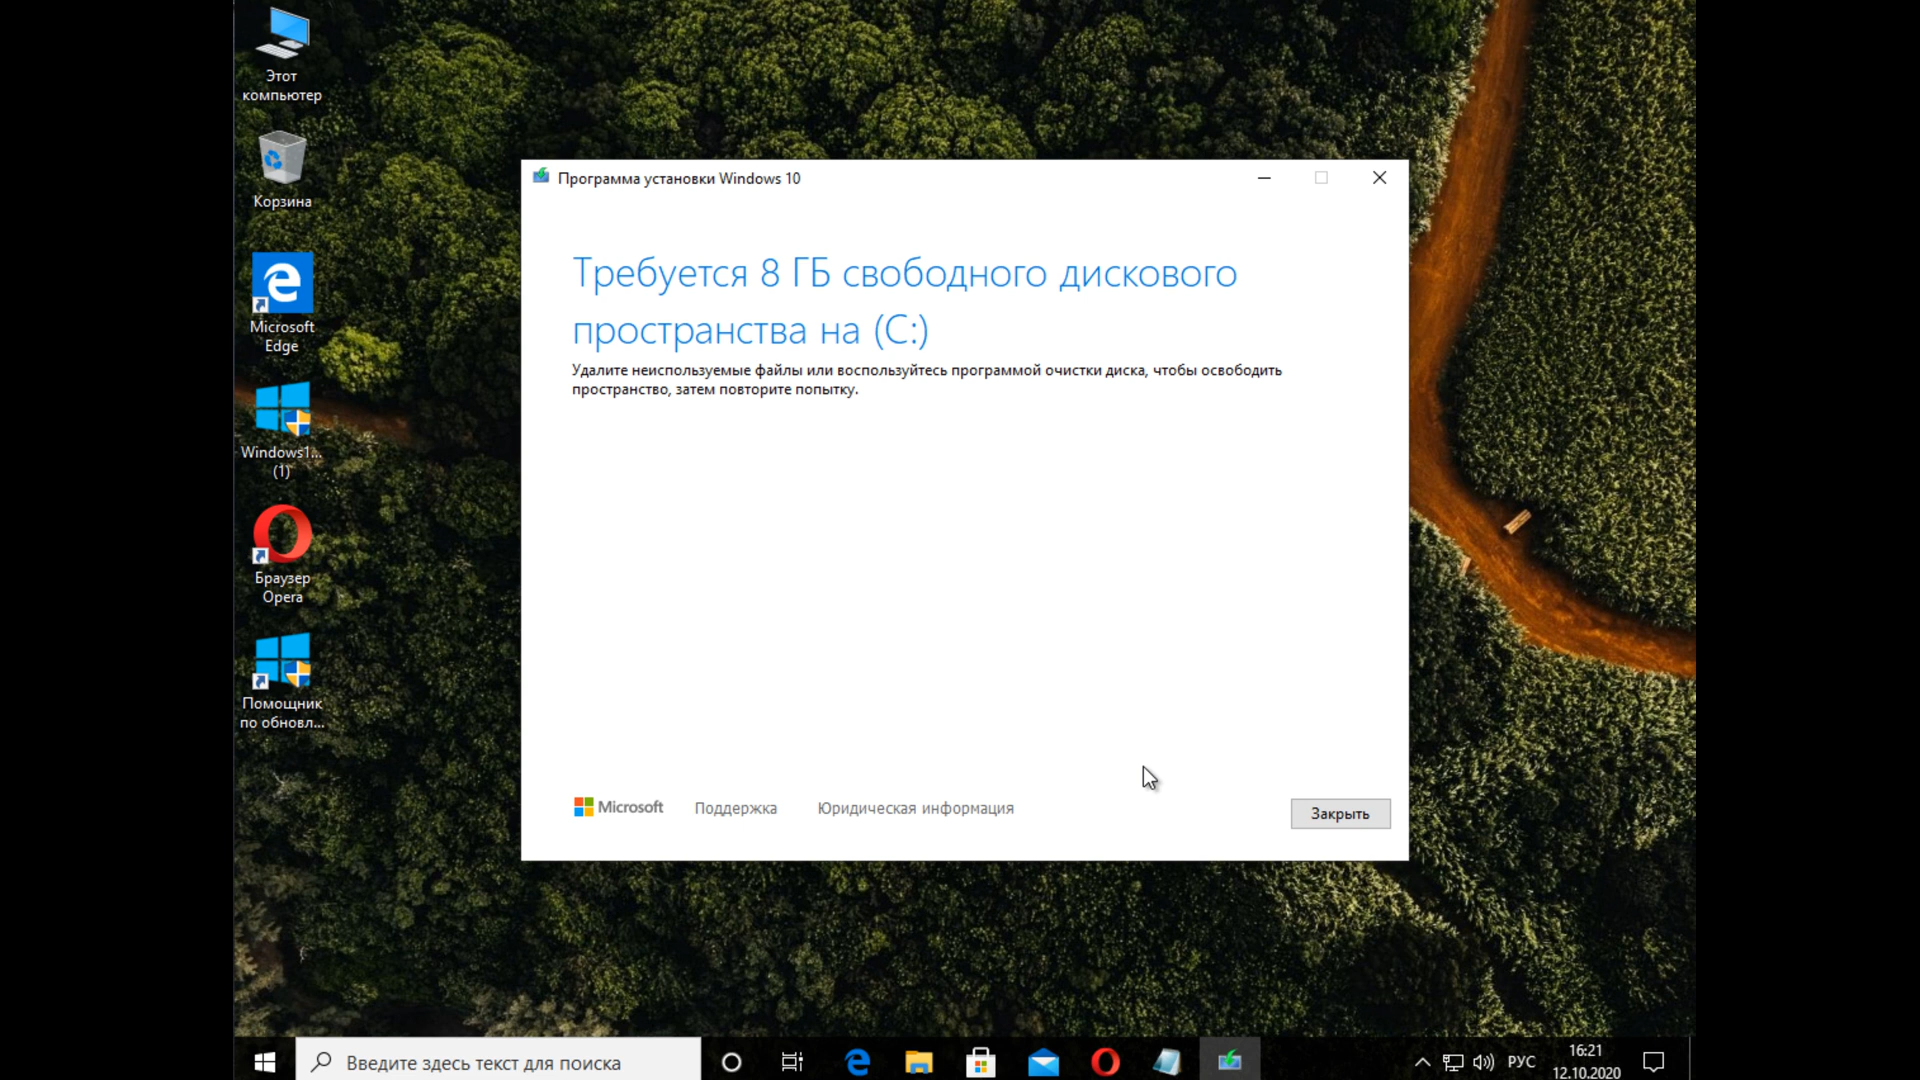 Этот
компьютер
Корзина
Microsoft
Edge
Windows1...
(1)
Браузер
Opera
Помощник
по обновл...
Программа установки Windows 10
Требуется 8 ГБ свободного дискового
пространства на (C:)
Удалите неиспользуемые файлы или воспользуйтесь программой очистки диска, чтобы освободить
пространство, затем повторите попытку.
Microsoft
Поддержка
Юридическая информация
Закрыть
Введите здесь текст для поиска
РУС
16:21
12.10.2020